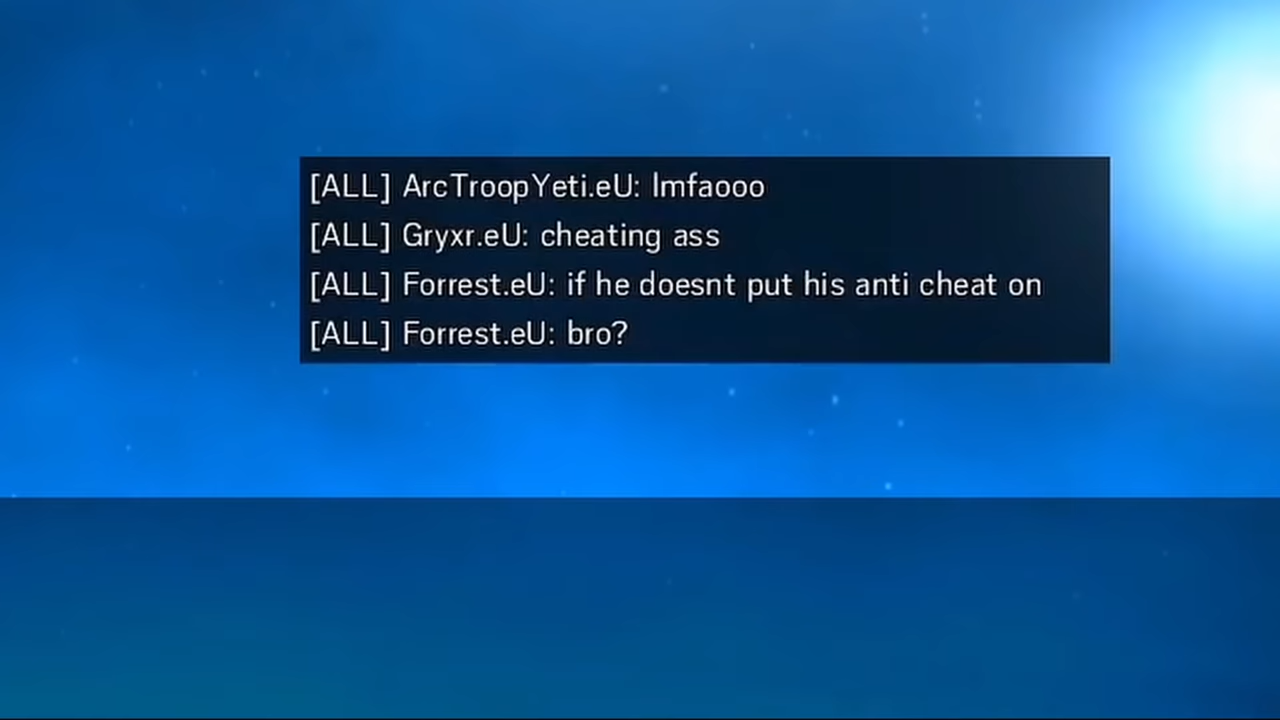 [ALL] ArcTroopYeti.eU: lmfaooo
[ALL] Gryxr.eU: cheating ass
[ALL] Forrest.eU: if he doesnt put his anti cheat on
[ALL] Forrest.eU: bro?